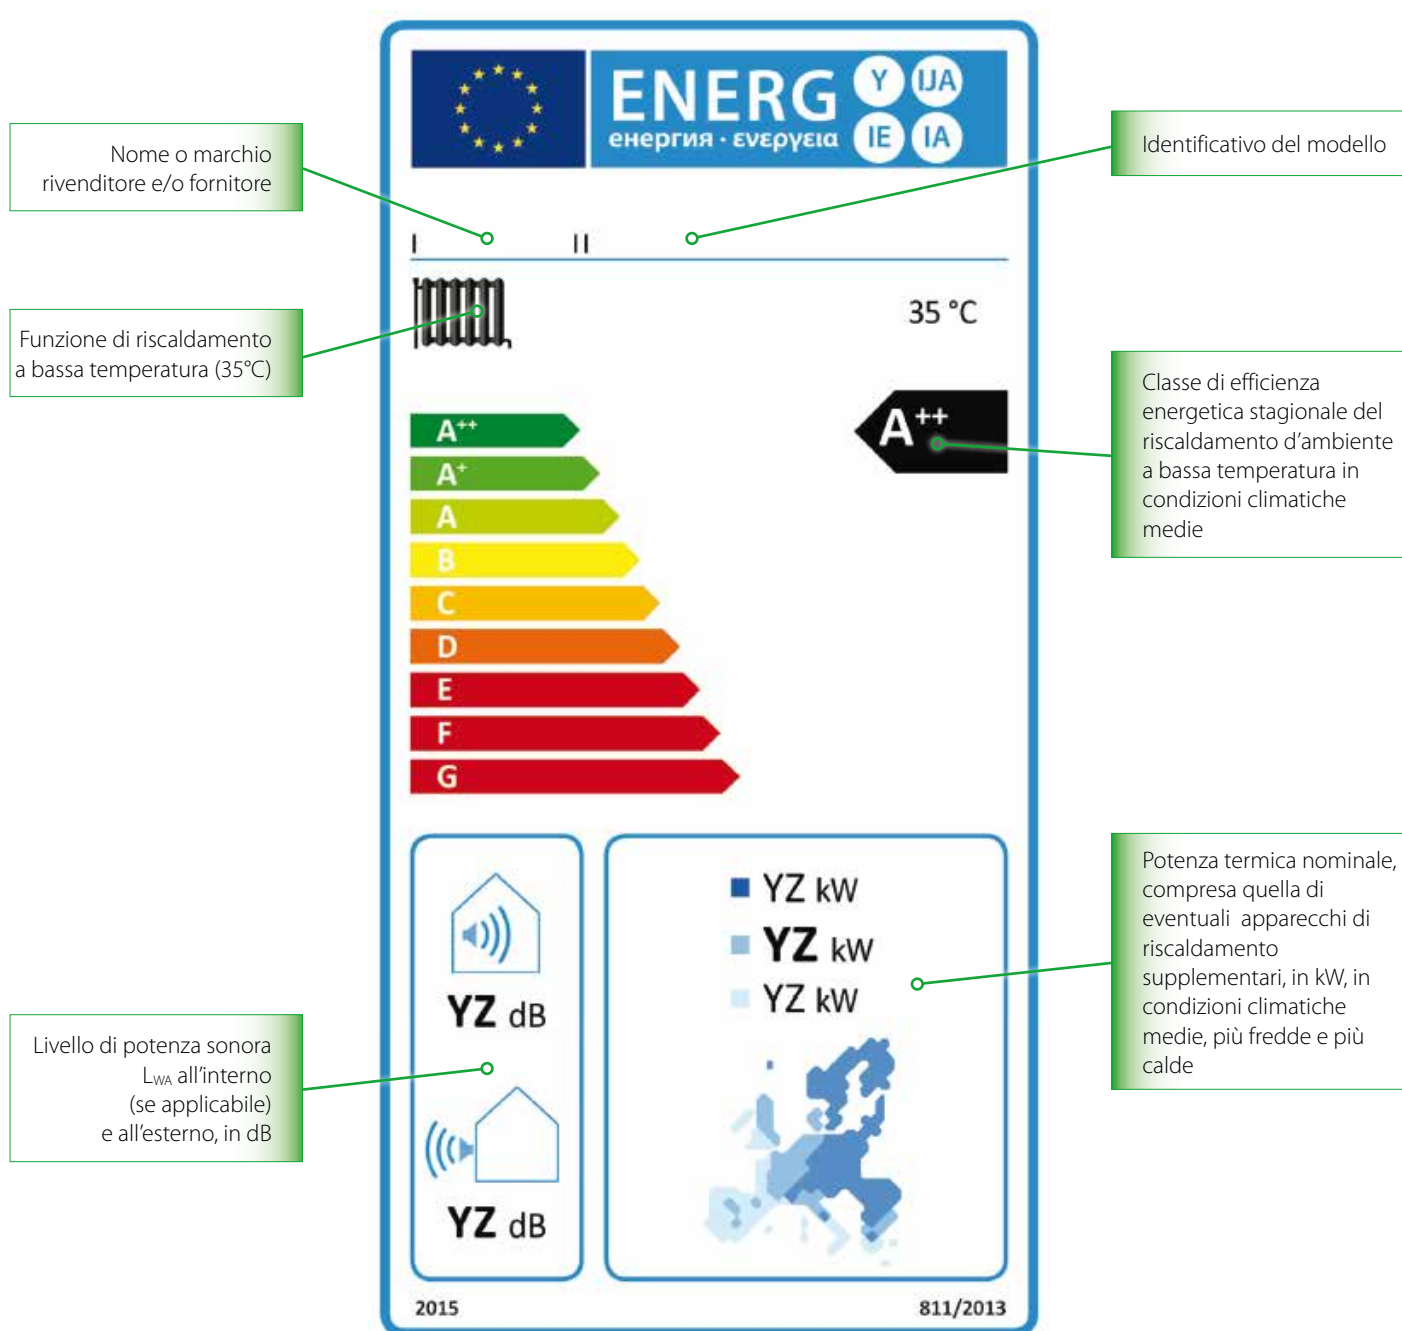 ENERG
Y IJA
IE IA
енергия · ενεργεια
Nome o marchio
rivenditore e/o fornitore
Identificativo del modello
I II
Funzione di riscaldamento
a bassa temperatura (35°C)
35 °C
Classe di efficienza
energetica stagionale del
riscaldamento d’ambiente
a bassa temperatura in
condizioni climatiche
medie
A++
A++
A+
A
B
C
D
E
F
G
Potenza termica nominale,
compresa quella di
eventuali apparecchi di
riscaldamento
supplementari, in kW, in
condizioni climatiche
medie, più fredde e più
calde
YZ kW
YZ kW
YZ kW
YZ dB
Livello di potenza sonora
LWA all’interno
(se applicabile)
e all’esterno, in dB
YZ dB
2015
811/2013